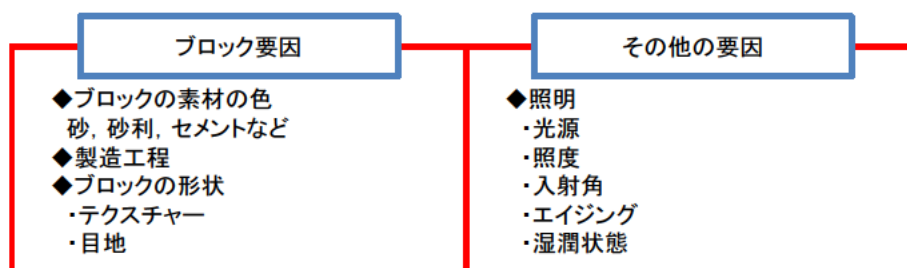 ブロック要因
◆ブロックの素材の色
砂, 砂利, セメントなど
◆製造工程
◆ブロックの形状
・テクスチャー
・目地
その他の要因
◆照明
・光源
・照度
・入射角
・エイジング
・湿潤状態